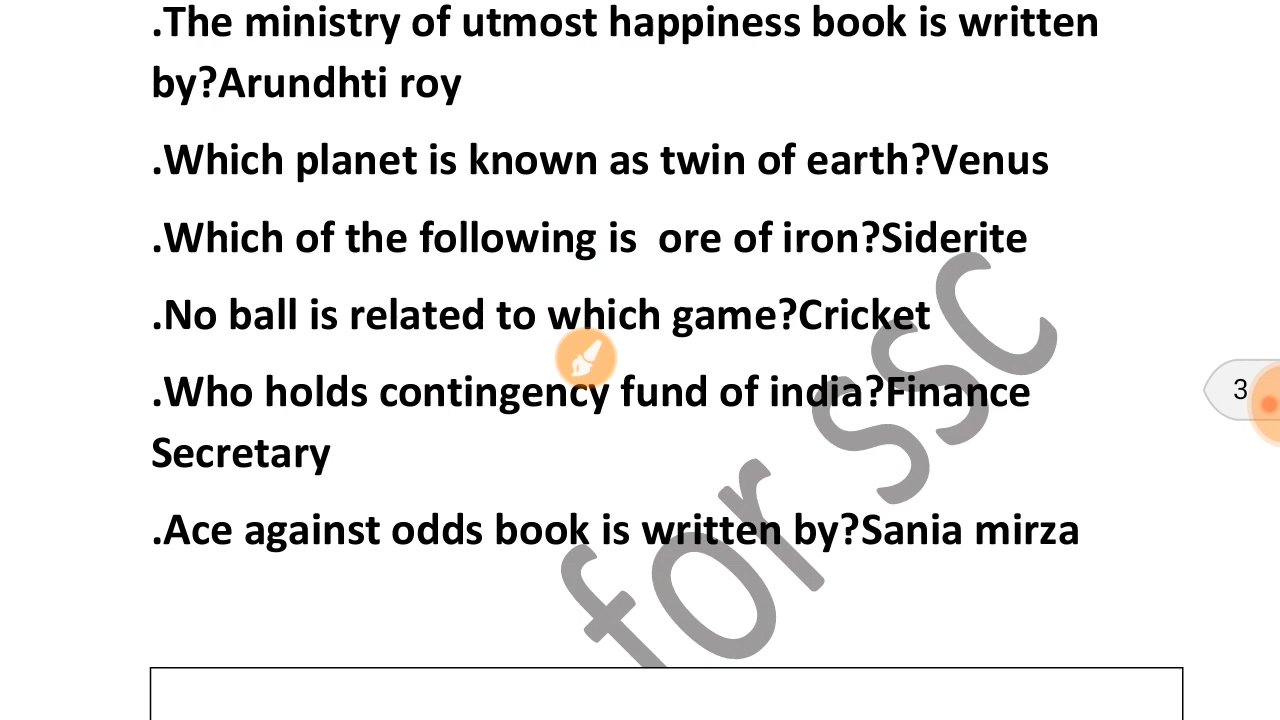 .The ministry of utmost happiness book is written
by?Arundhti roy
.Which planet is known as twin of earth?Venus
.Which of the following is  ore of iron?Siderite
.No ball is related to which game?Cricket
.Who holds contingency fund of india?Finance
Secretary
.Ace against odds book is written by?Sania mirza
for ssc
3